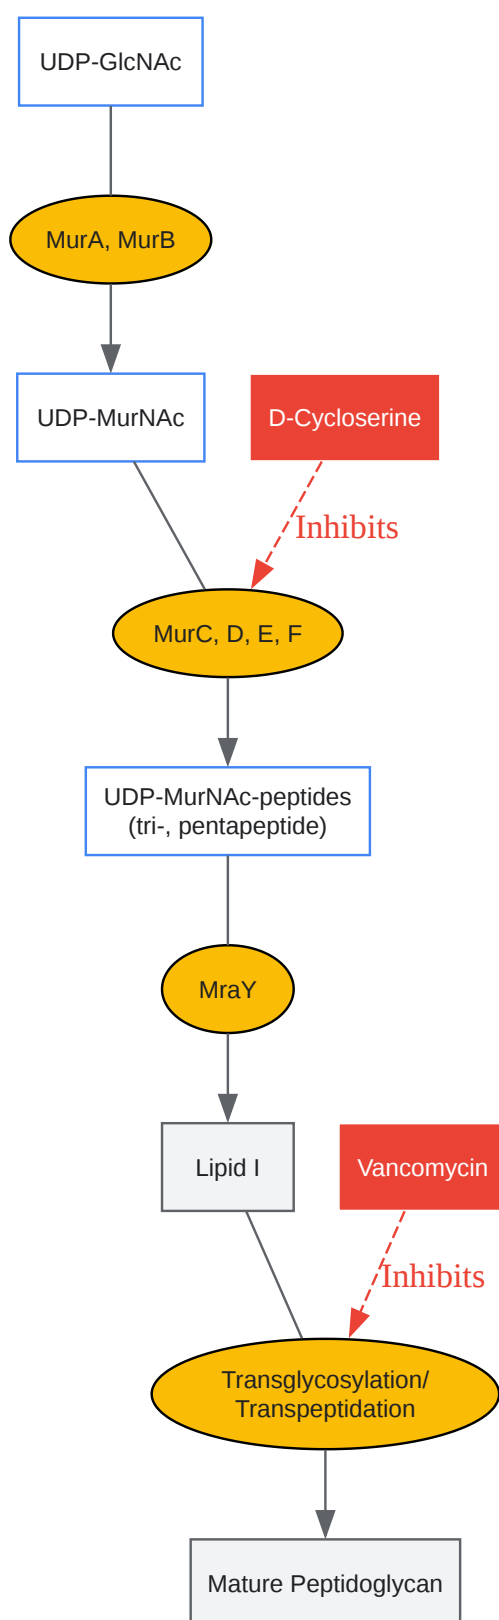 UDP-GlcNAc
MurA, MurB
UDP-MurNAc
D-Cycloserine
Inhibits
MurC, D, E, F
UDP-MurNAc-peptides
(tri-, pentapeptide)
MraY
Lipid I
Vancomycin
Inhibits
Transglycosylation/
Transpeptidation
Mature Peptidoglycan